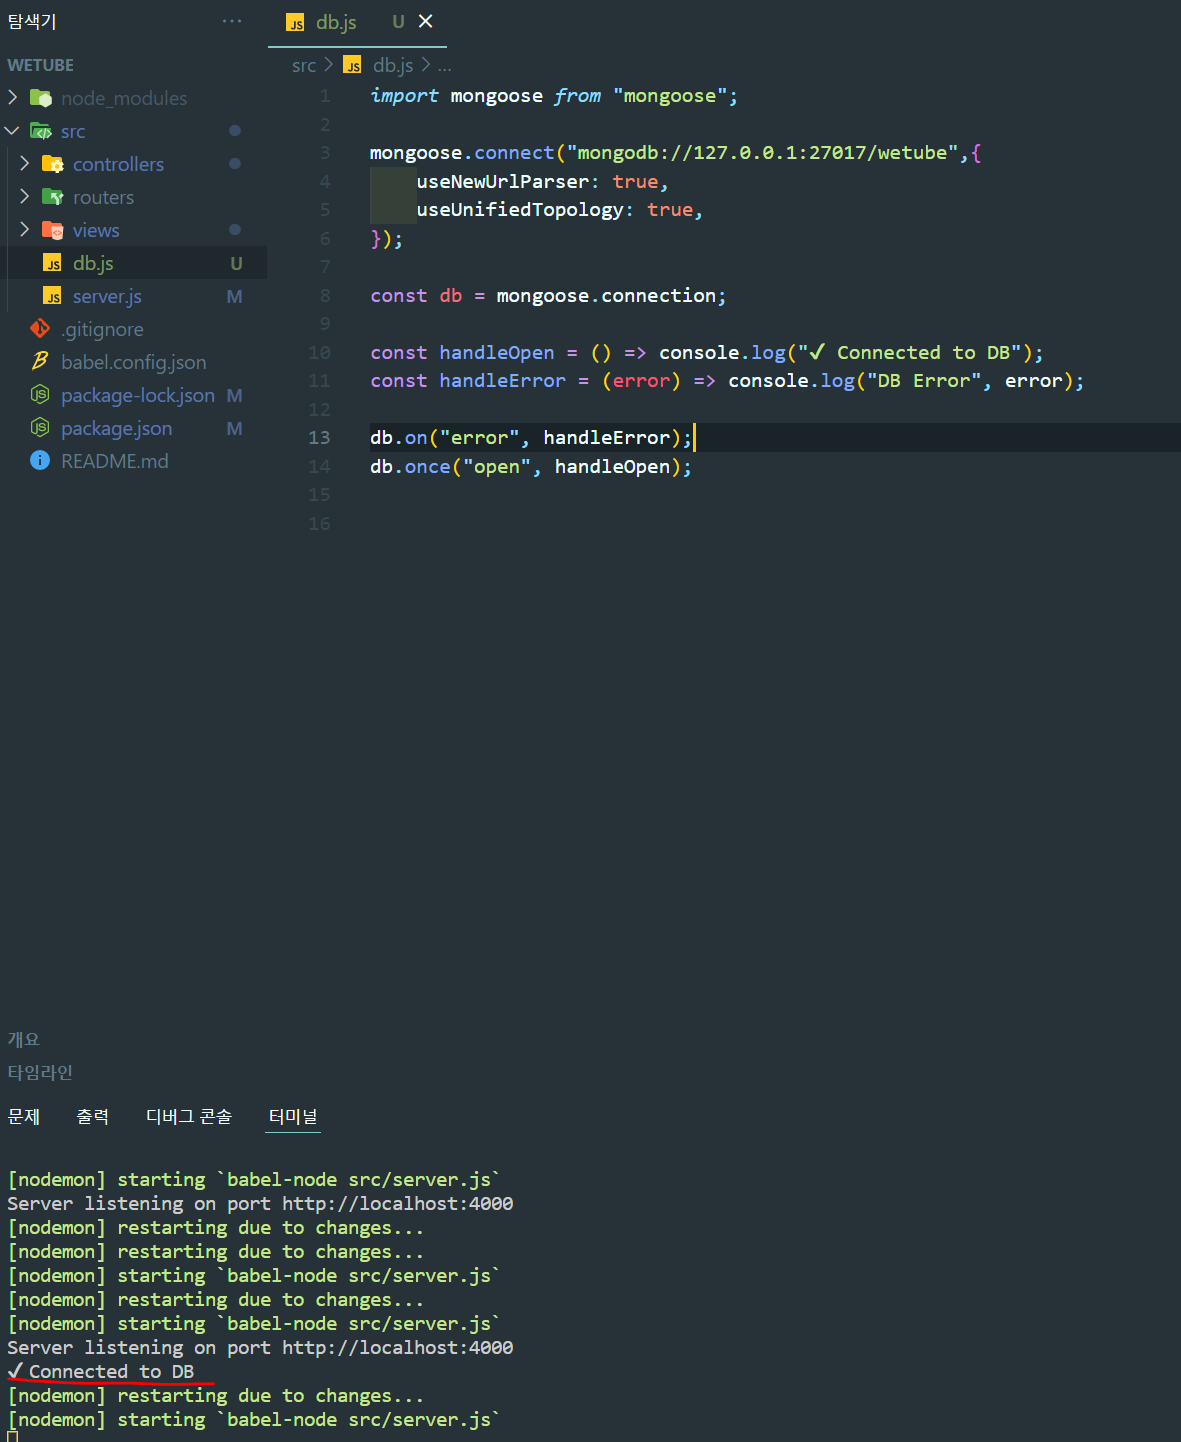 탐색기 ···
WETUBE
node_modules
src
controllers
routers
views
db.js U
server.js M
.gitignore
babel.config.json
package-lock.json M
package.json M
README.md
JS db.js U
src > JS db.js > ...
1 import mongoose from "mongoose";
2
3 mongoose.connect("mongodb://127.0.0.1:27017/wetube",{
4 useNewUrlParser: true,
5 useUnifiedTopology: true,
6 });
7
8 const db = mongoose.connection;
9
10 const handleOpen = () => console.log("✔ Connected to DB");
11 const handleError = (error) => console.log("DB Error", error);
12
13 db.on("error", handleError);
14 db.once("open", handleOpen);
15
16
개요
타임라인
문제 출력 디버그 콘솔 터미널
[nodemon] starting `babel-node src/server.js`
Server listening on port http://localhost:4000
[nodemon] restarting due to changes...
[nodemon] restarting due to changes...
[nodemon] starting `babel-node src/server.js`
[nodemon] restarting due to changes...
[nodemon] starting `babel-node src/server.js`
Server listening on port http://localhost:4000
✔ Connected to DB
[nodemon] restarting due to changes...
[nodemon] starting `babel-node src/server.js`